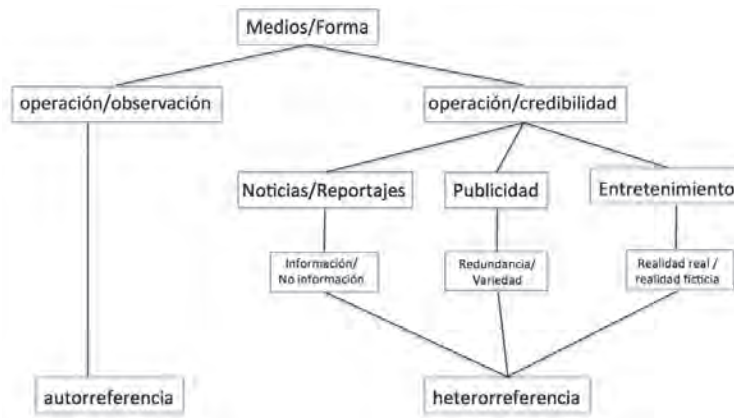 Medios/Forma
operación/observación
operación/credibilidad
Noticias/Reportajes
Publicidad
Entretenimiento
Información/
No información
Redundancia/
Variedad
Realidad real /
realidad ficticia
autorreferencia
heterorreferencia